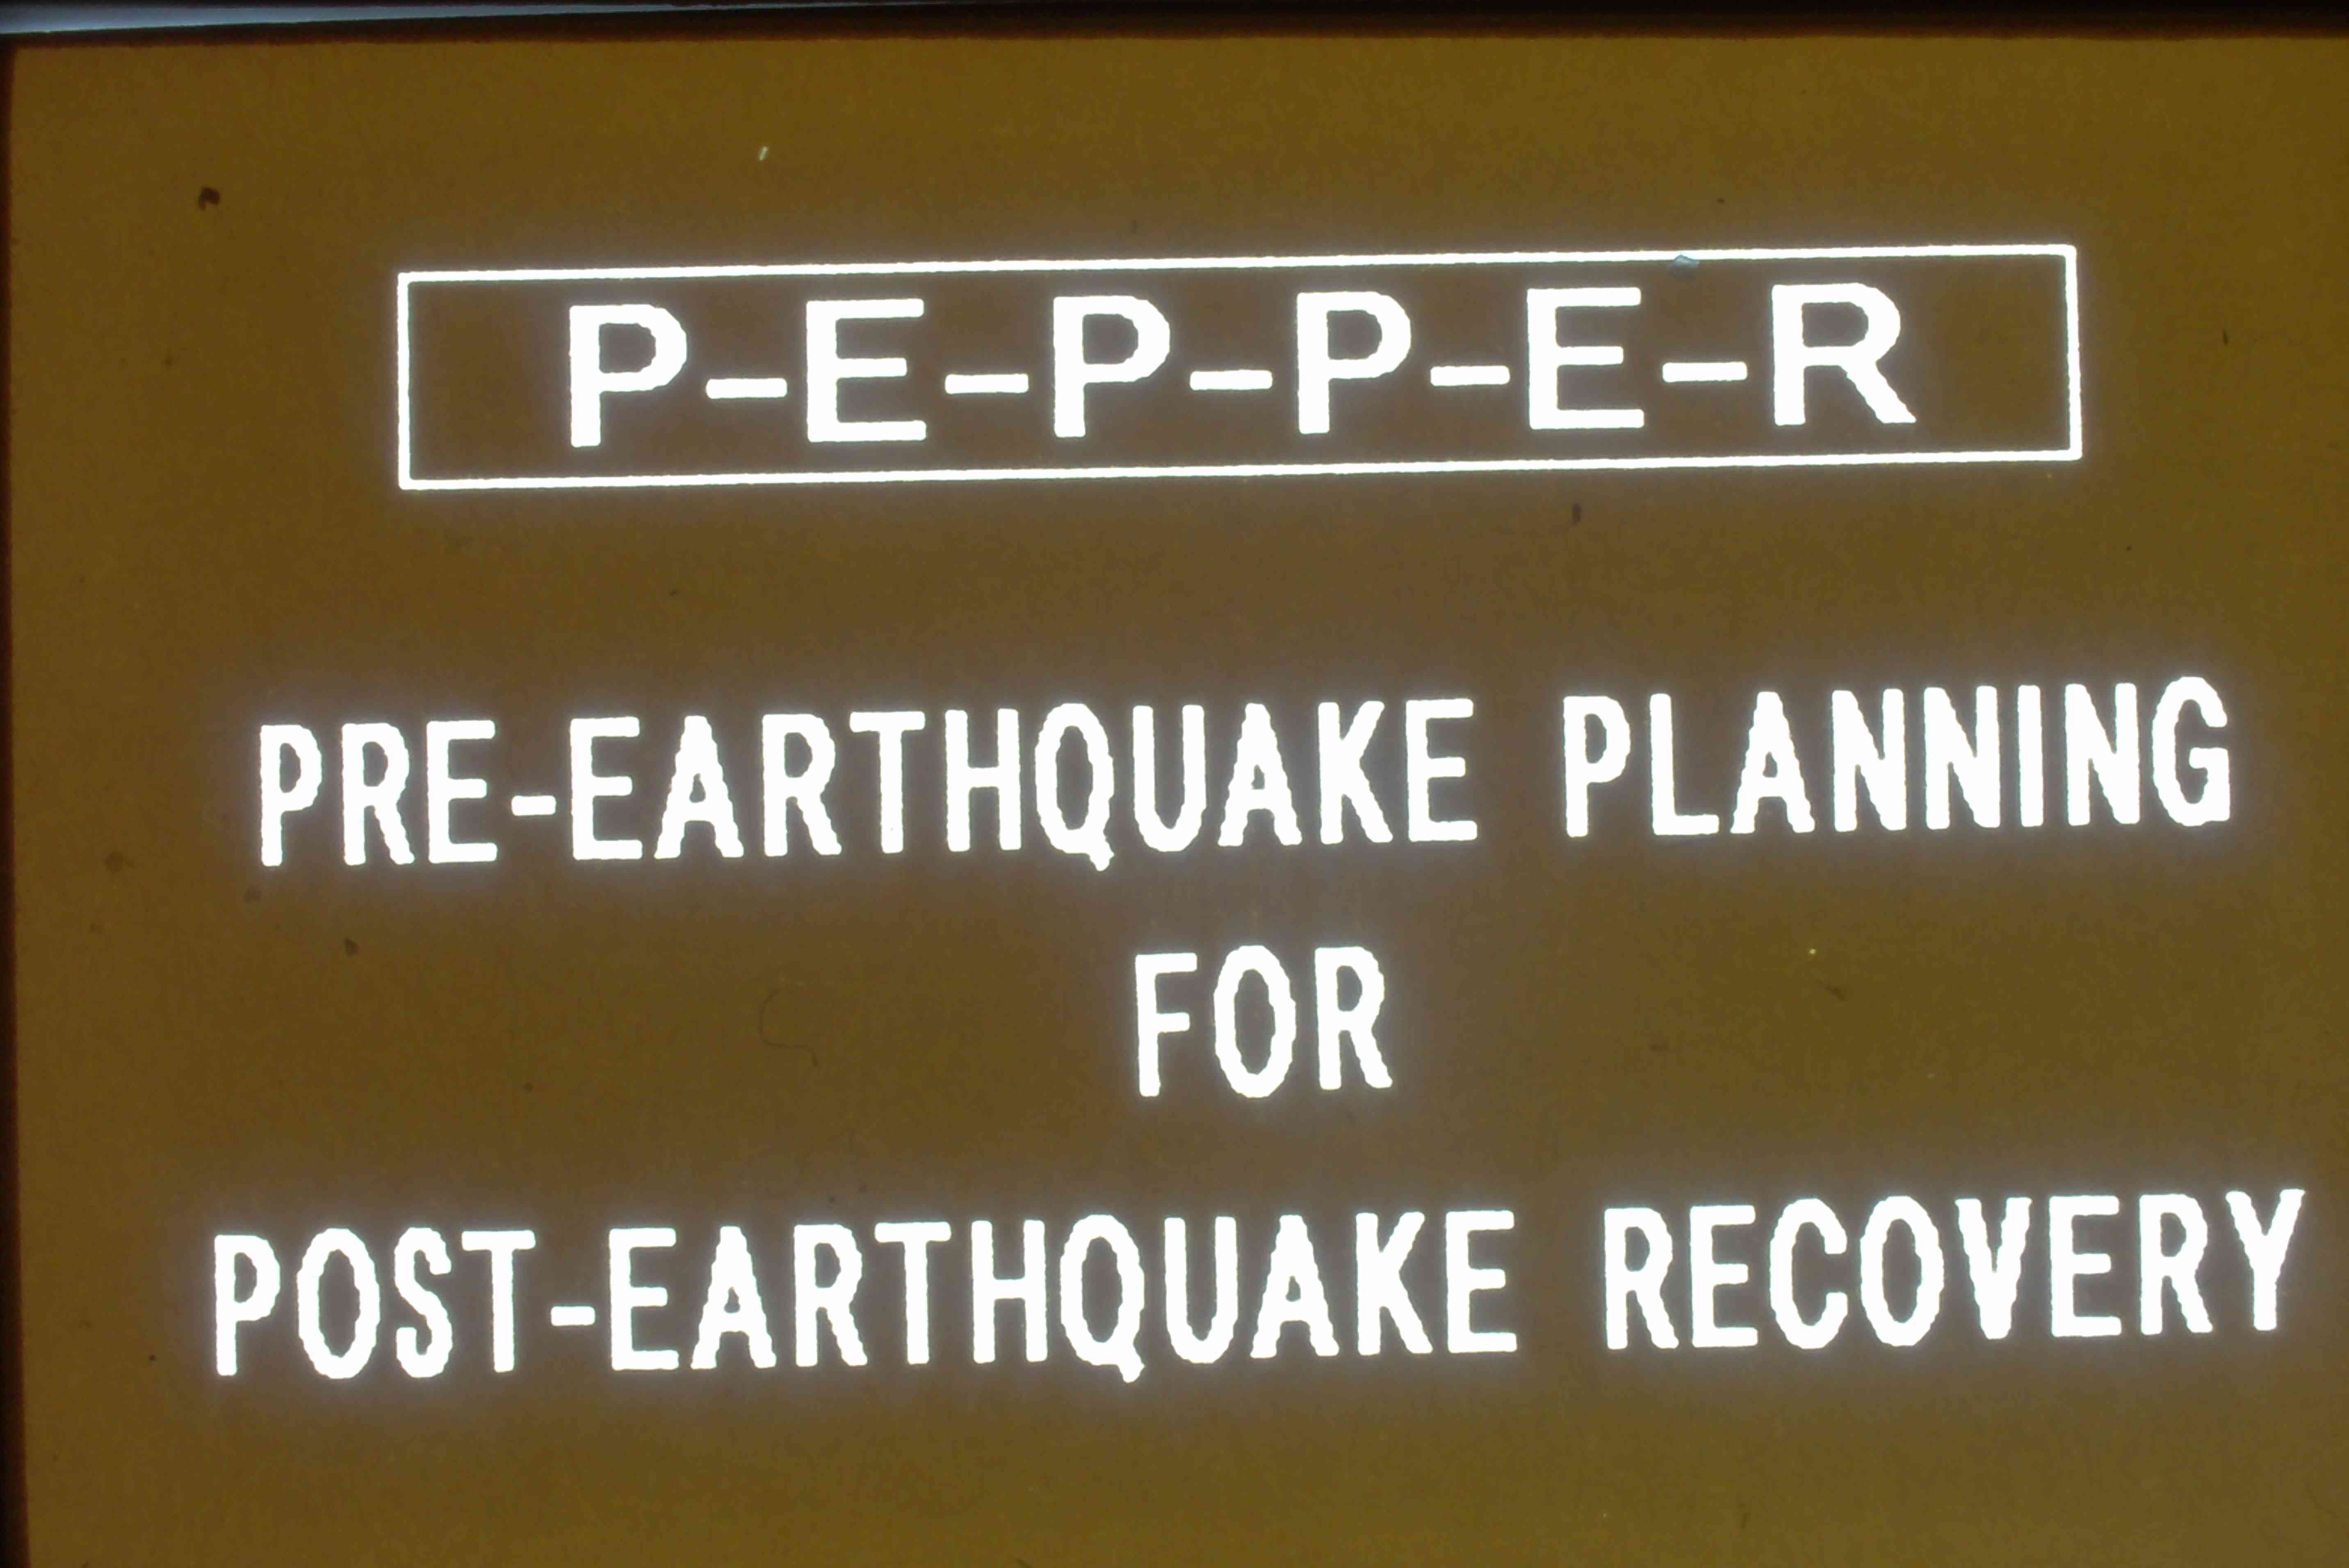 P-E-P-P-E-R
PRE-EARTHQUAKE PLANNING
FOR
POST-EARTHQUAKE RECOVERY